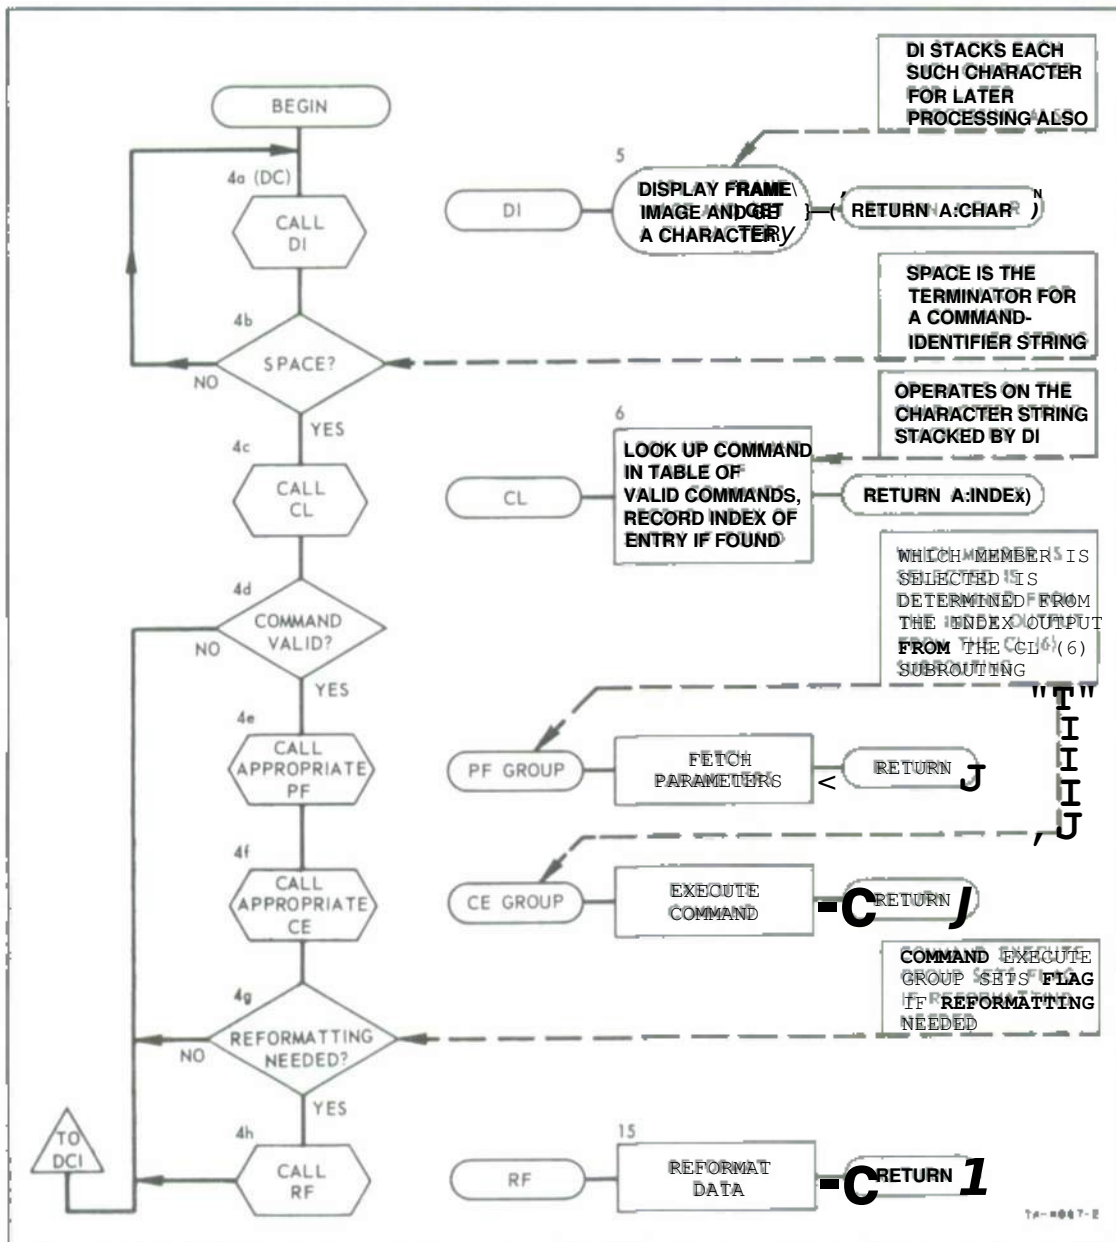 BEGIN
4a (DC)
CALL
DI
4b
SPACE?
NO
YES
4c
CALL
CL
4d
COMMAND
VALID?
NO
YES
4e
CALL
APPROPRIATE
PF
4f
CALL
APPROPRIATE
CE
4g
REFORMATTING
NEEDED?
NO
YES
4h
CALL
RF
TO
DCI
DI STACKS EACH
SUCH CHARACTER
FOR LATER
PROCESSING ALSO
DI
5
DISPLAY FRAME
IMAGE AND GET
A CHARACTER
RETURN A:CHAR
SPACE IS THE
TERMINATOR FOR
A COMMAND-
IDENTIFIER STRING
OPERATES ON THE
CHARACTER STRING
STACKED BY DI
CL
6
LOOK UP COMMAND
IN TABLE OF
VALID COMMANDS,
RECORD INDEX OF
ENTRY IF FOUND
RETURN A:INDEX)
WHICH MEMBER IS
SELECTED IS
DETERMINED FROM
THE INDEX OUTPUT
FROM THE CL (6)
SUBROUTING
PF GROUP
FETCH
PARAMETERS
< RETURN J
"T"
I
I
I
,J
CE GROUP
EXECUTE
COMMAND
-C RETURN J
COMMAND EXECUTE
GROUP SETS FLAG
IF REFORMATTING
NEEDED
RF
15
REFORMAT
DATA
-C RETURN 1